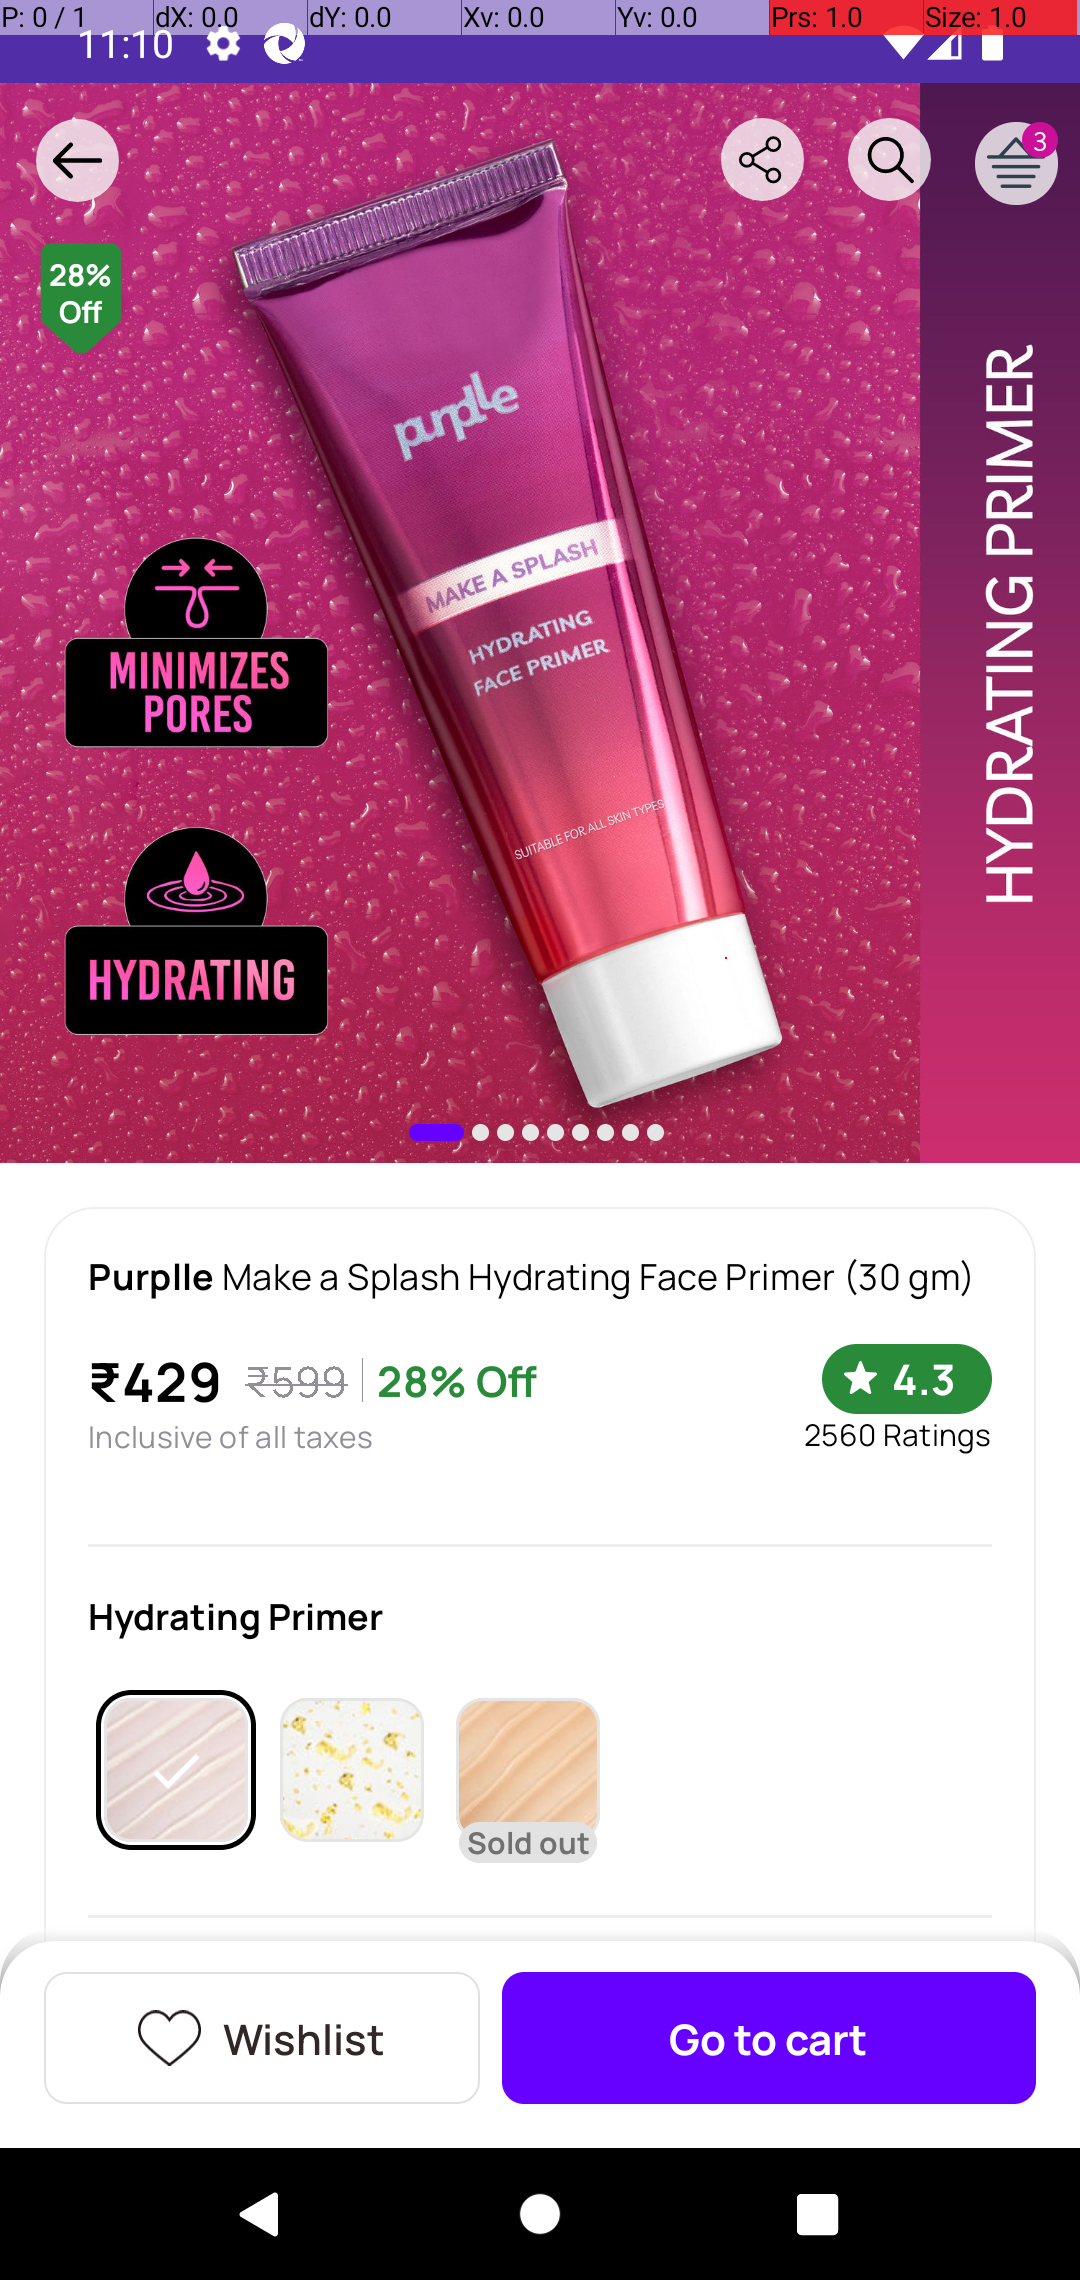 P: 0 / 1 dX: 0.0 dY: 0.0 Xv: 0.0 Yv: 0.0 Prs: 1.0 Size: 1.0
11:10
3
28%
Off
purplle
MAKE A SPLASH
HYDRATING
FACE PRIMER
SUITABLE FOR ALL SKIN TYPES
MINIMIZES
PORES
HYDRATING
HYDRATING PRIMER
Purplle Make a Splash Hydrating Face Primer (30 gm)
₹429 ₹599 28% Off 4.3
Inclusive of all taxes 2560 Ratings
Hydrating Primer
Sold out
Wishlist Go to cart